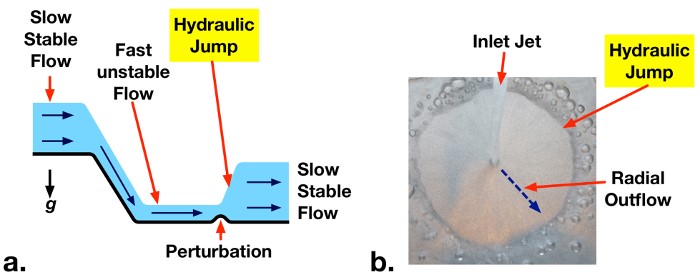 Slow
Stable
Flow
Fast
unstable
Flow
Hydraulic
Jump
Slow
Stable
Flow
g
Perturbation
a.
Inlet Jet
Hydraulic
Jump
Radial
Outflow
b.